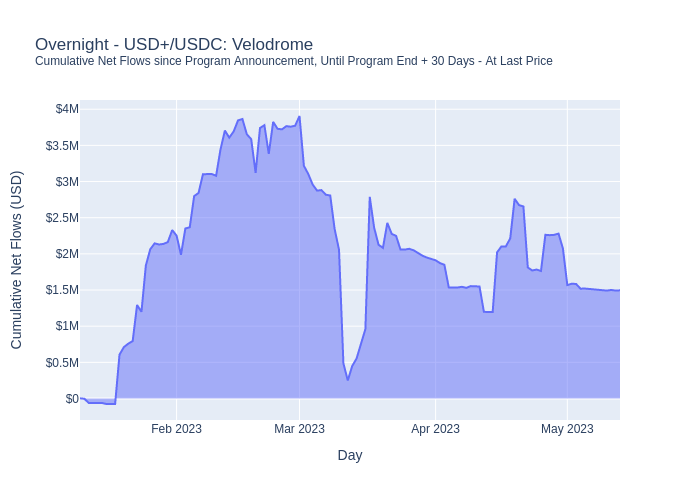 Overnight - USD+/USDC: Velodrome
Cumulative Net Flows since Program Announcement, Until Program End + 30 Days - At Last Price
Cumulative Net Flows (USD)
$4M
$3.5M
$3M
$2.5M
$2M
$1.5M
$1M
$0.5M
$0
Feb 2023
Mar 2023
Apr 2023
May 2023
Day